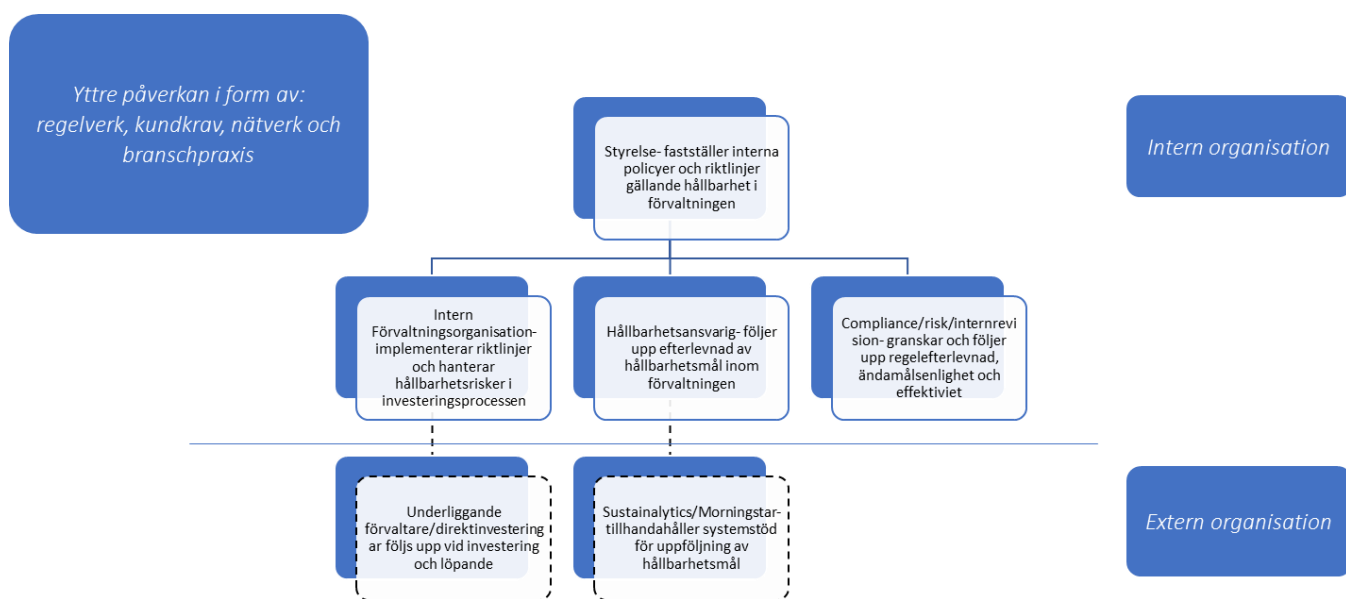 Yttre påverkan i form av:
regelverk, kundkrav, nätverk och
branschpraxis
Styrelse- fastställer interna
policyer och riktlinjer
gällande hållbarhet i
förvaltningen
Intern organisation
Intern
Förvaltningsorganisation-
implementerar riktlinjer
och hanterar
hållbarhetsrisker i
investeringsprocessen
Hållbarhetsansvarig- följer
upp efterlevnad av
hållbarhetsmål inom
förvaltningen
Compliance/risk/internrevi
sion- granskar och följer
upp regelefterlevnad,
ändamålsenlighet och
effektiviet
Underliggande
förvaltare/direktinvestering
ar följs upp vid investering
och löpande
Sustainalytics/Morningstar-
tillhandahåller systemstöd
för uppföljning av
hållbarhetsmål
Extern organisation